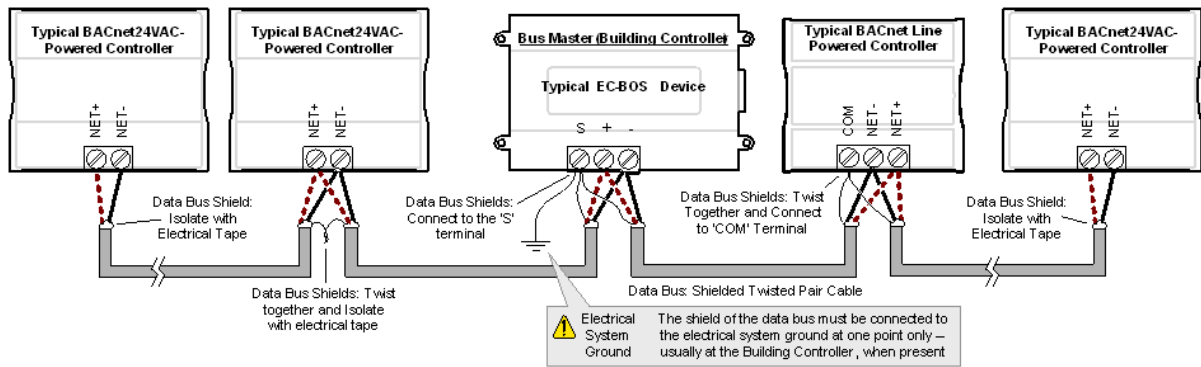 Typical BACnet24VAC-
Powered Controller
NET+
NET-
Typical BACnet24VAC-
Powered Controller
NET+
NET-
Bus Master (Building Controller)
Typical EC-BOS Device
S
+
-
Typical BACnet Line
Powered Controller
COM
NET-
NET+
Typical BACnet24VAC-
Powered Controller
NET+
NET-
Data Bus Shield:
Isolate with
Electrical Tape
Data Bus Shields: Twist
together and Isolate
with electrical tape
Data Bus Shields:
Connect to the 'S'
terminal
Data Bus Shields: Twist
Together and Connect
to 'COM' Terminal
Data Bus Shield:
Isolate with
Electrical Tape
Data Bus: Shielded Twisted Pair Cable
Electrical
System
Ground
The shield of the data bus must be connected to
the electrical system ground at one point only –
usually at the Building Controller, when present